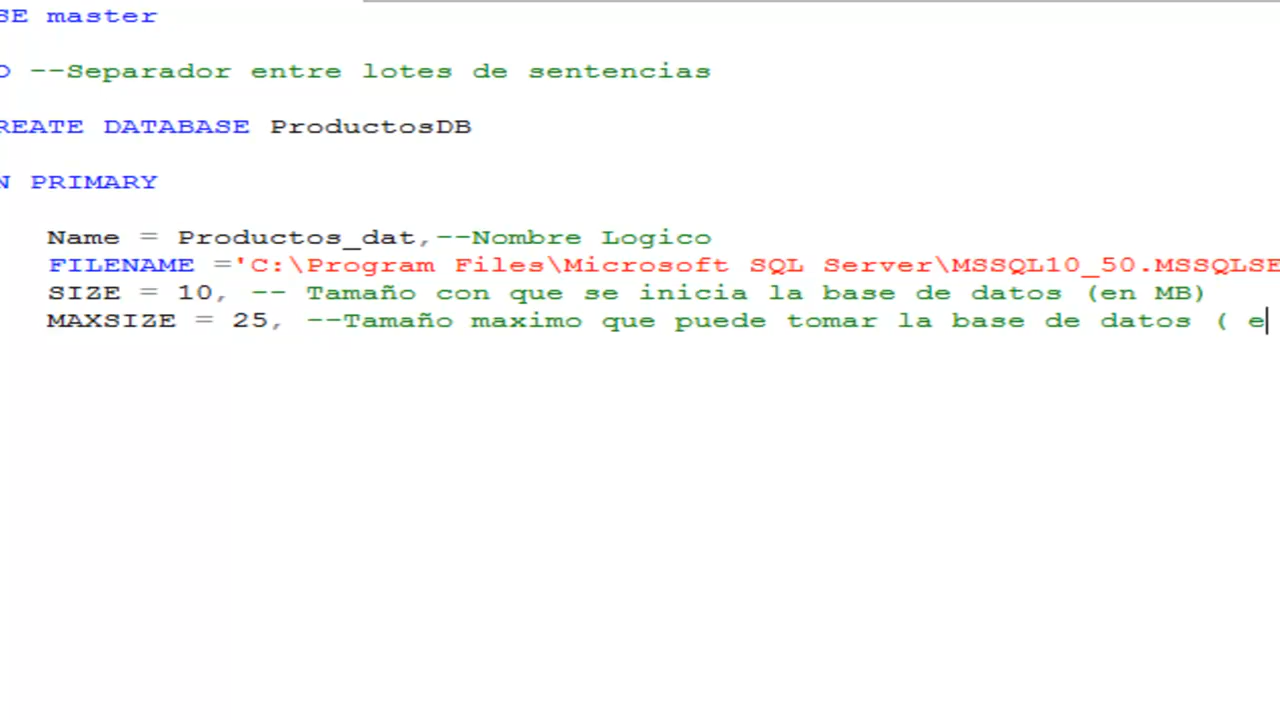 SE master
O --Separador entre lotes de sentencias
REATE DATABASE ProductosDB
N PRIMARY
Name = Productos_dat,--Nombre Logico
FILENAME ='C:\Program Files\Microsoft SQL Server\MSSQL10_50.MSSQLSE
SIZE = 10, -- Tamaño con que se inicia la base de datos (en MB)
MAXSIZE = 25, --Tamaño maximo que puede tomar la base de datos ( e